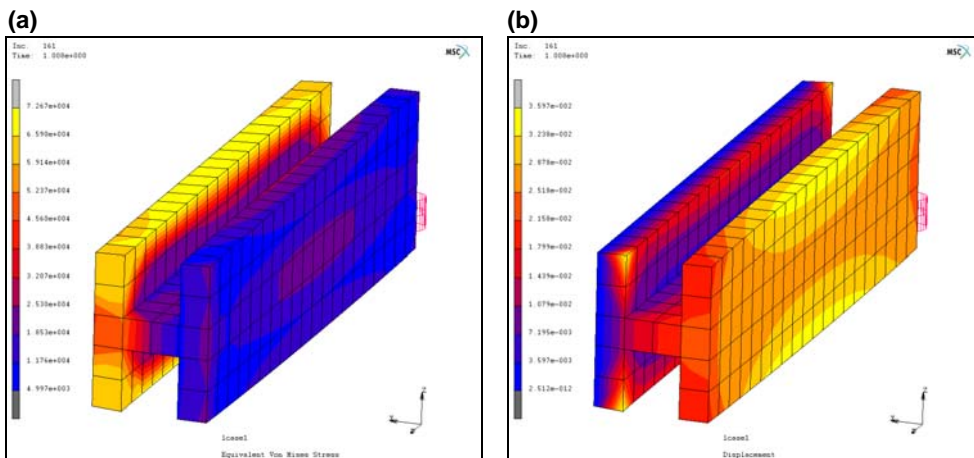 (a)
Inc: 161
Time: 1.008e+000
MSC
7.267e+004
6.590e+004
5.914e+004
5.237e+004
4.560e+004
3.883e+004
3.207e+004
2.530e+004
1.853e+004
1.176e+004
4.997e+003
Z
lcase1
Equivalent Von Mises Stress
(b)
Inc: 161
Time: 1.008e+000
MSC
3.597e-002
3.238e-002
2.878e-002
2.518e-002
2.158e-002
1.799e-002
1.439e-002
1.079e-002
7.195e-003
3.597e-003
2.512e-012
Z
lcase1
Displacement